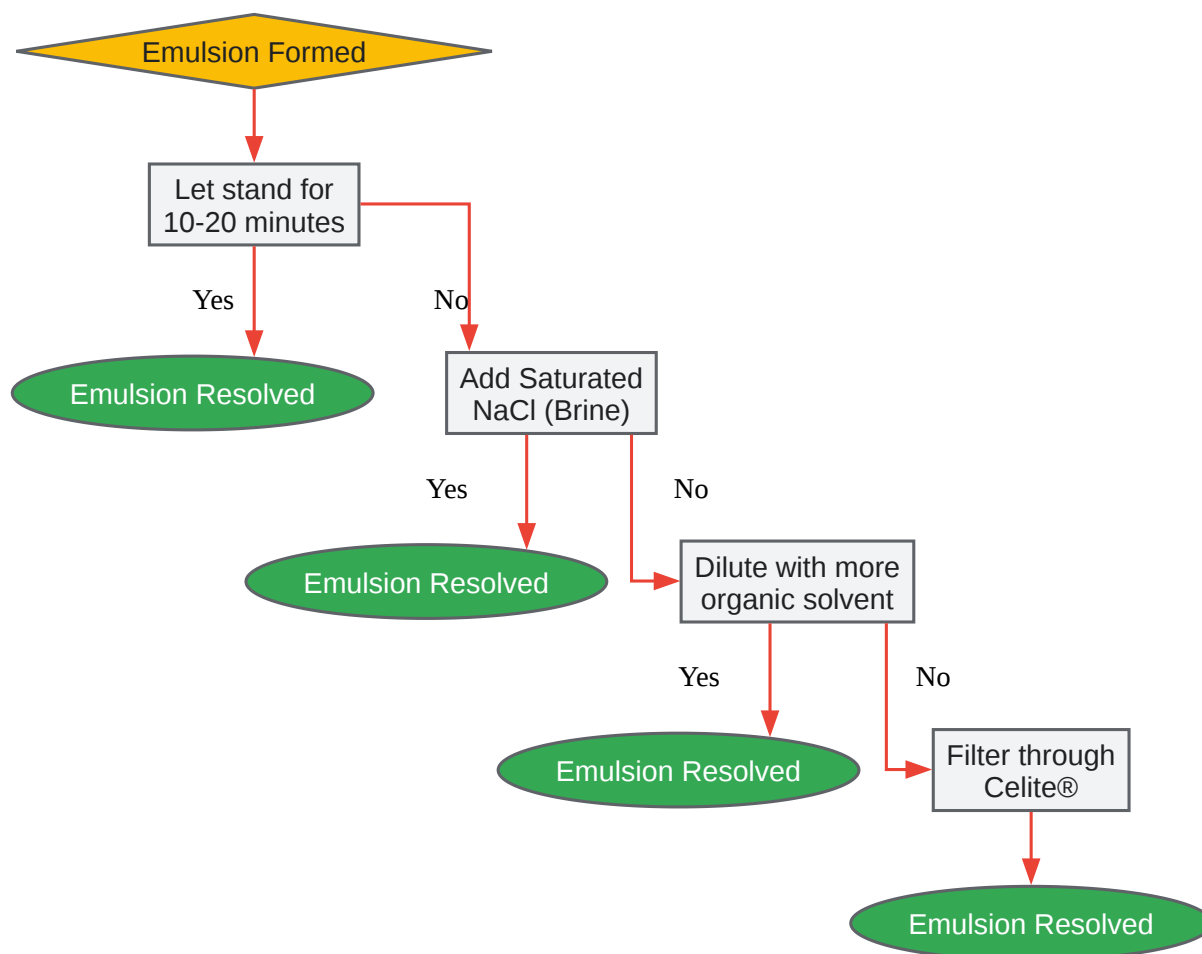 Emulsion Formed
Let stand for
10-20 minutes
Yes
No
Emulsion Resolved
Add Saturated
NaCl (Brine)
Yes
No
Emulsion Resolved
Dilute with more
organic solvent
Yes
No
Emulsion Resolved
Filter through
Celite®
Emulsion Resolved